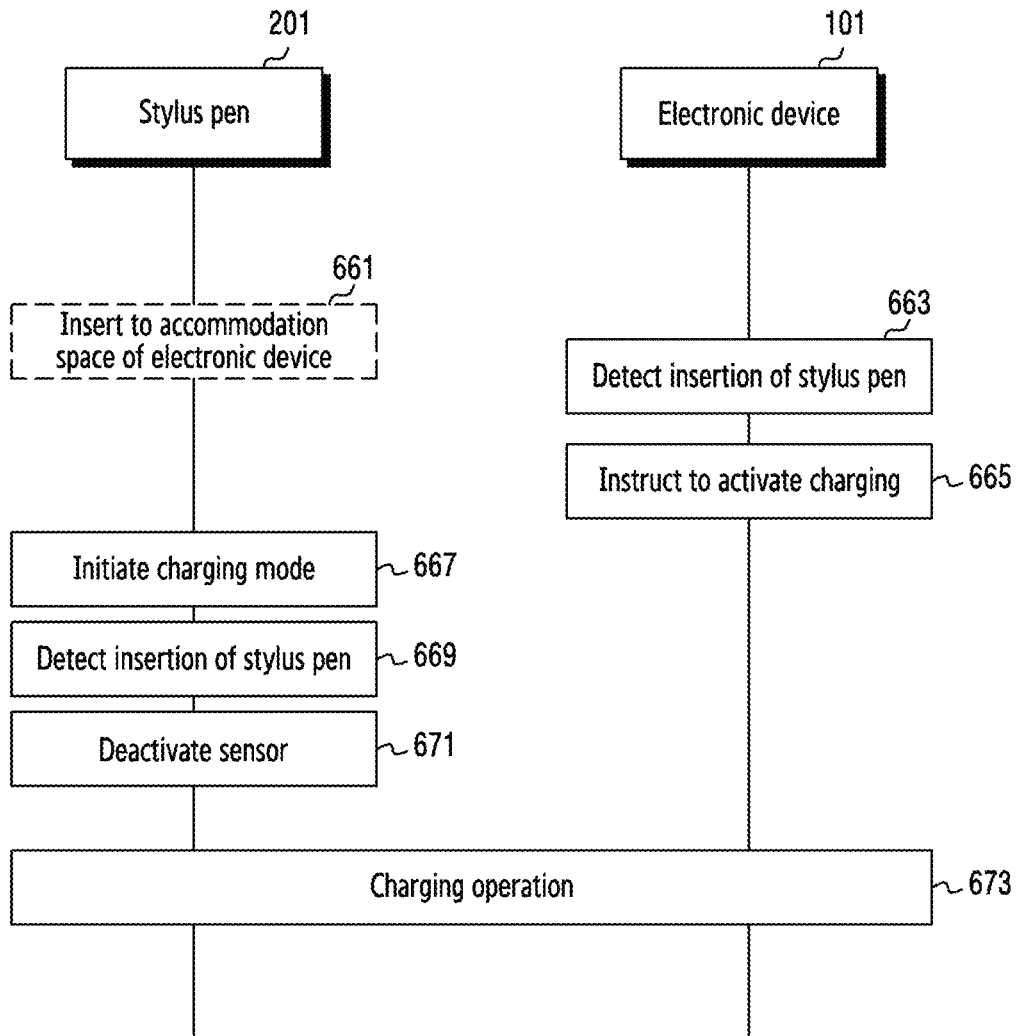 201
101
Stylus pen
Electronic device
661
Insert to accommodation
space of electronic device
663
Detect insertion of stylus pen
Instruct to activate charging
665
Initiate charging mode
667
Detect insertion of stylus pen
669
Deactivate sensor
671
Charging operation
673